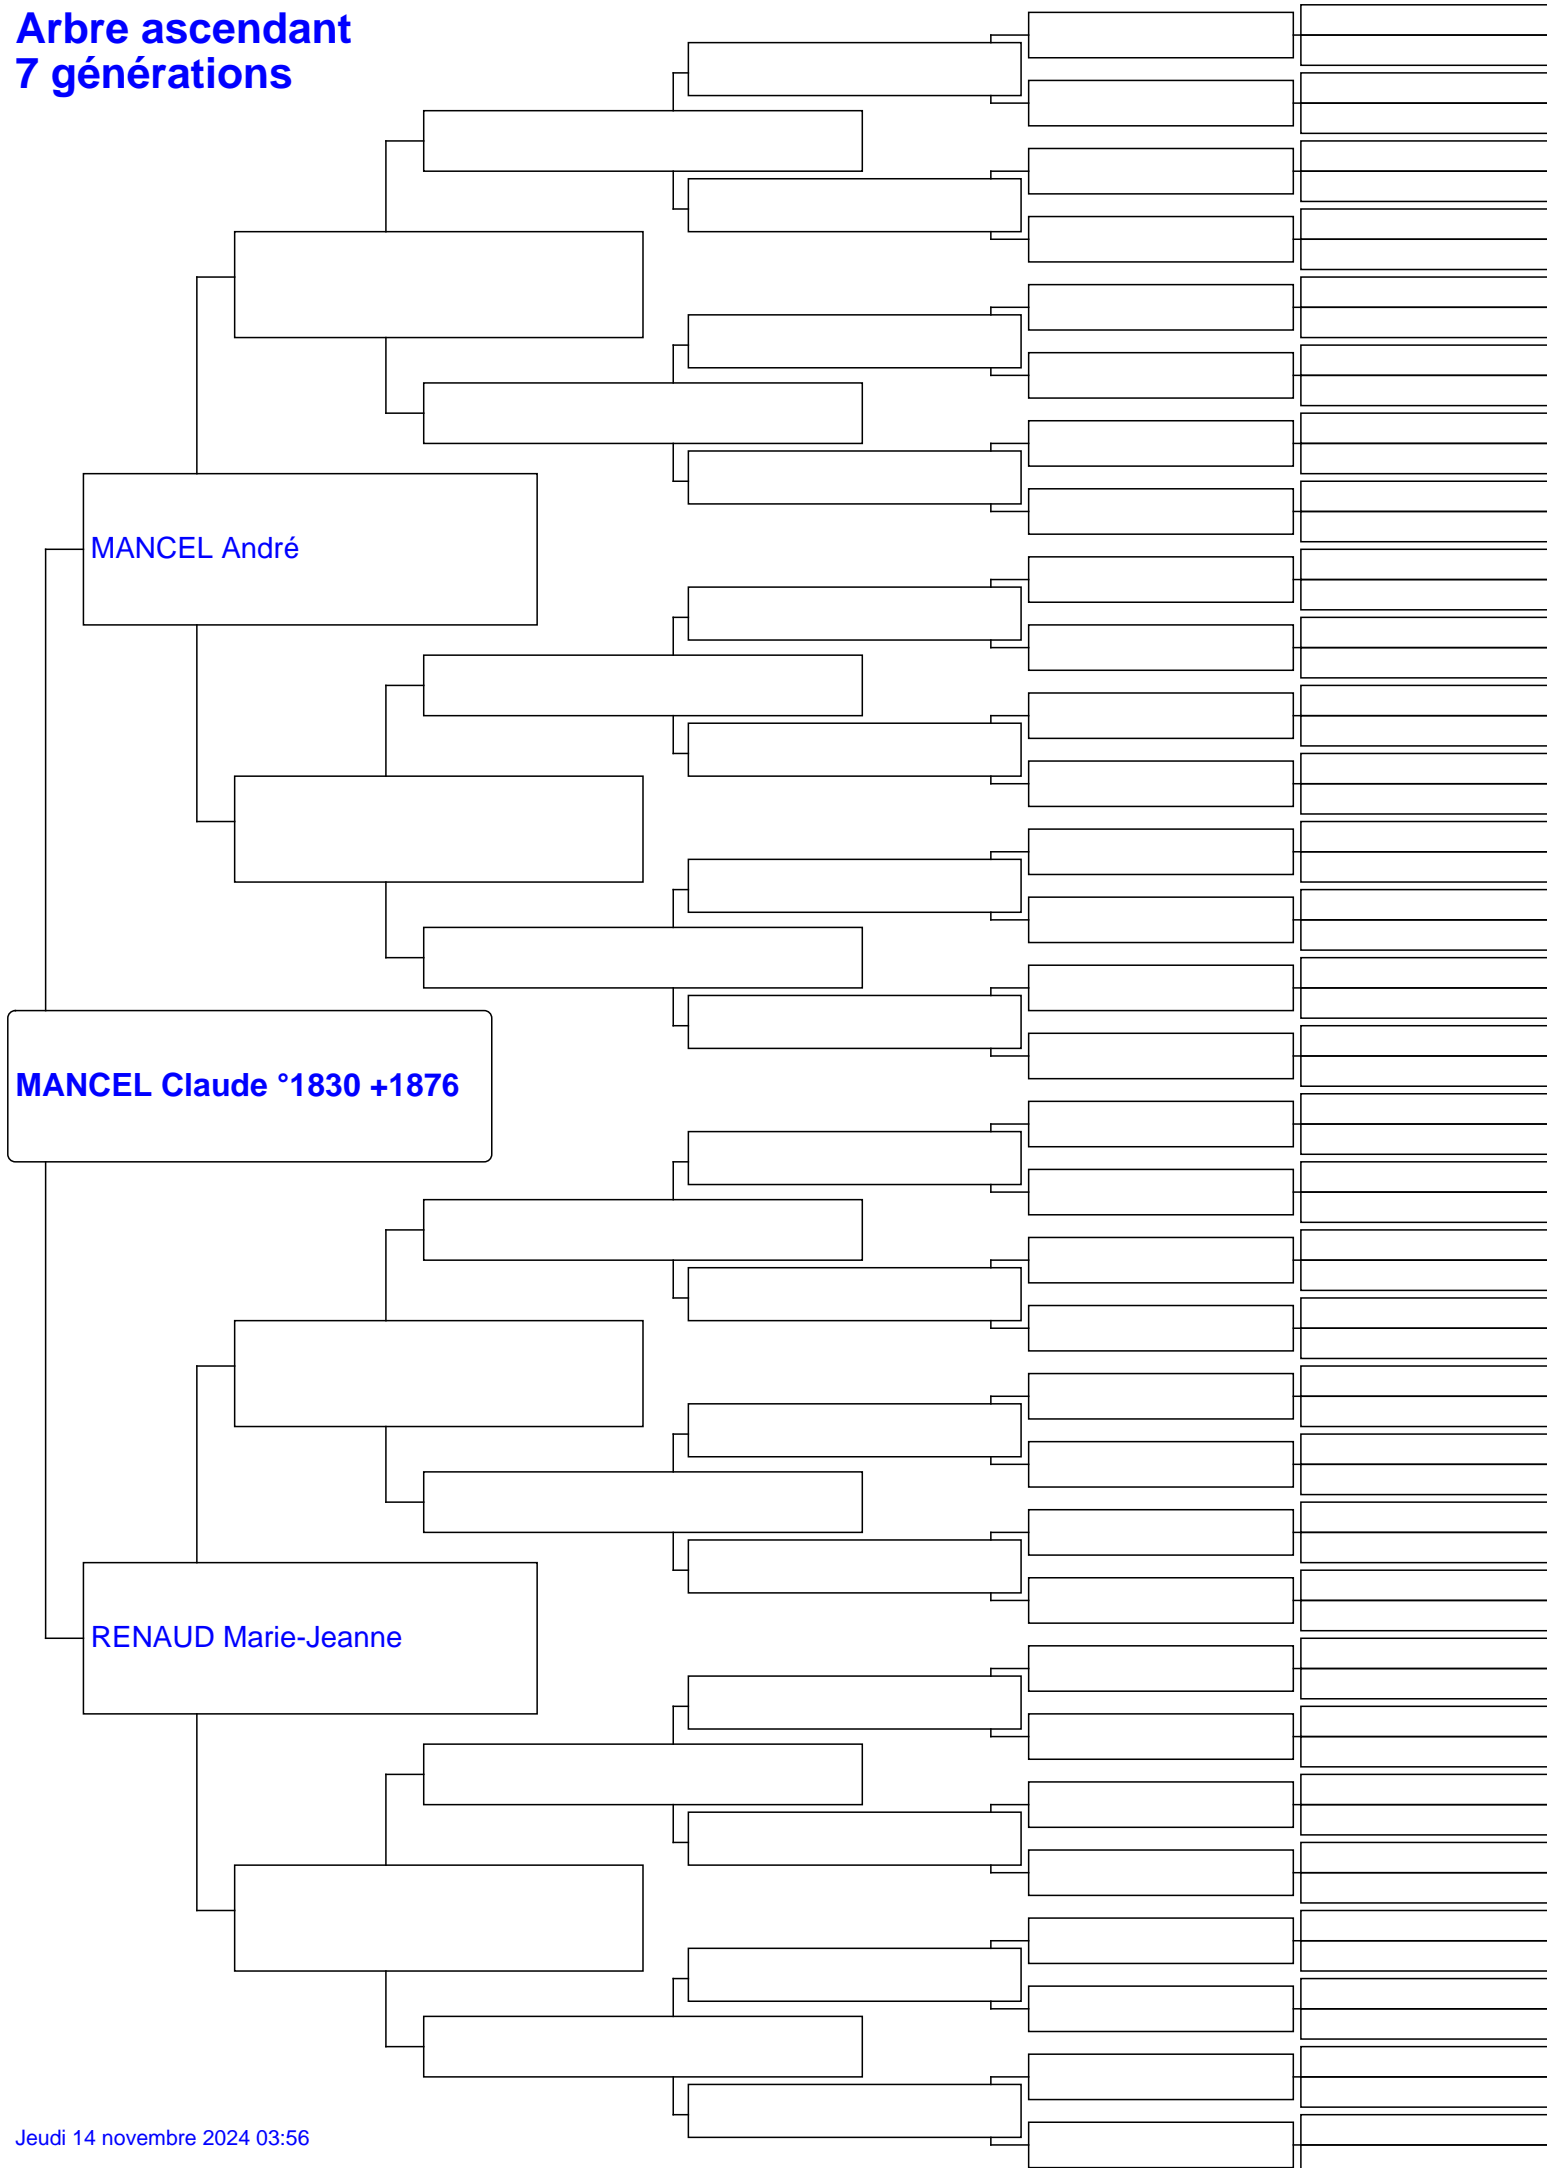 Arbre ascendant
7 générations
MANCEL André
MANCEL Claude °1830 +1876
RENAUD Marie-Jeanne
Jeudi 14 novembre 2024 03:56